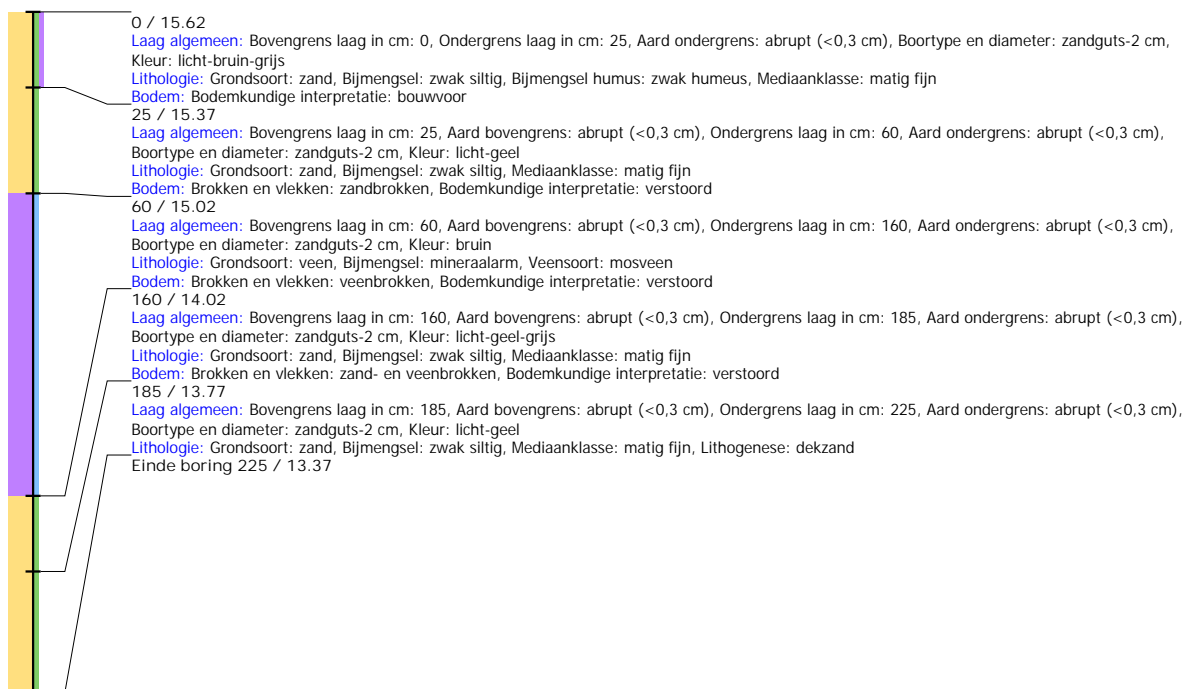 0 / 15.62
Laag algemeen: Bovengrens laag in cm: 0, Ondergrens laag in cm: 25, Aard ondergrens: abrupt (<0,3 cm), Boortype en diameter: zandguts-2 cm,
Kleur: licht-bruin-grijs
Lithologie: Grondsoort: zand, Bijmengsel: zwak siltig, Bijmengsel humus: zwak humeus, Mediaanklasse: matig fijn
Bodem: Bodemkundige interpretatie: bouwvoor
25 / 15.37
Laag algemeen: Bovengrens laag in cm: 25, Aard bovengrens: abrupt (<0,3 cm), Ondergrens laag in cm: 60, Aard ondergrens: abrupt (<0,3 cm),
Boortype en diameter: zandguts-2 cm, Kleur: licht-geel
Lithologie: Grondsoort: zand, Bijmengsel: zwak siltig, Mediaanklasse: matig fijn
Bodem: Brokken en vlekken: zandbrokken, Bodemkundige interpretatie: verstoord
60 / 15.02
Laag algemeen: Bovengrens laag in cm: 60, Aard bovengrens: abrupt (<0,3 cm), Ondergrens laag in cm: 160, Aard ondergrens: abrupt (<0,3 cm),
Boortype en diameter: zandguts-2 cm, Kleur: bruin
Lithologie: Grondsoort: veen, Bijmengsel: mineraalarm, Veensoort: mosveen
Bodem: Brokken en vlekken: veenbrokken, Bodemkundige interpretatie: verstoord
160 / 14.02
Laag algemeen: Bovengrens laag in cm: 160, Aard bovengrens: abrupt (<0,3 cm), Ondergrens laag in cm: 185, Aard ondergrens: abrupt (<0,3 cm),
Boortype en diameter: zandguts-2 cm, Kleur: licht-geel-grijs
Lithologie: Grondsoort: zand, Bijmengsel: zwak siltig, Mediaanklasse: matig fijn
Bodem: Brokken en vlekken: zand- en veenbrokken, Bodemkundige interpretatie: verstoord
185 / 13.77
Laag algemeen: Bovengrens laag in cm: 185, Aard bovengrens: abrupt (<0,3 cm), Ondergrens laag in cm: 225, Aard ondergrens: abrupt (<0,3 cm),
Boortype en diameter: zandguts-2 cm, Kleur: licht-geel
Lithologie: Grondsoort: zand, Bijmengsel: zwak siltig, Mediaanklasse: matig fijn, Lithogenese: dekzand
Einde boring 225 / 13.37